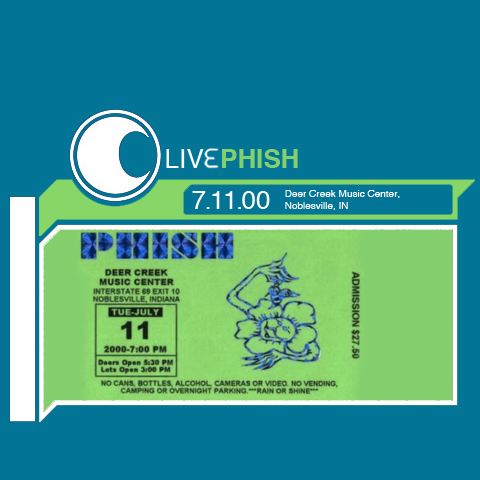 LIVEPHISH
7.11.00
Deer Creek Music Center,
Noblesville, IN
PHISH
DEER CREEK
MUSIC CENTER
INTERSTATE 69 EXIT 10
NOBLESVILLE, INDIANA
TUE-JULY
11
2000-7:00 PM
Doors Open 5:30 PM
Lots Open 3:00 PM
NO CANS, BOTTLES, ALCOHOL, CAMERAS OR VIDEO. NO VENDING,
CAMPING OR OVERNIGHT PARKING.***RAIN OR SHINE***
ADMISSION $27.50